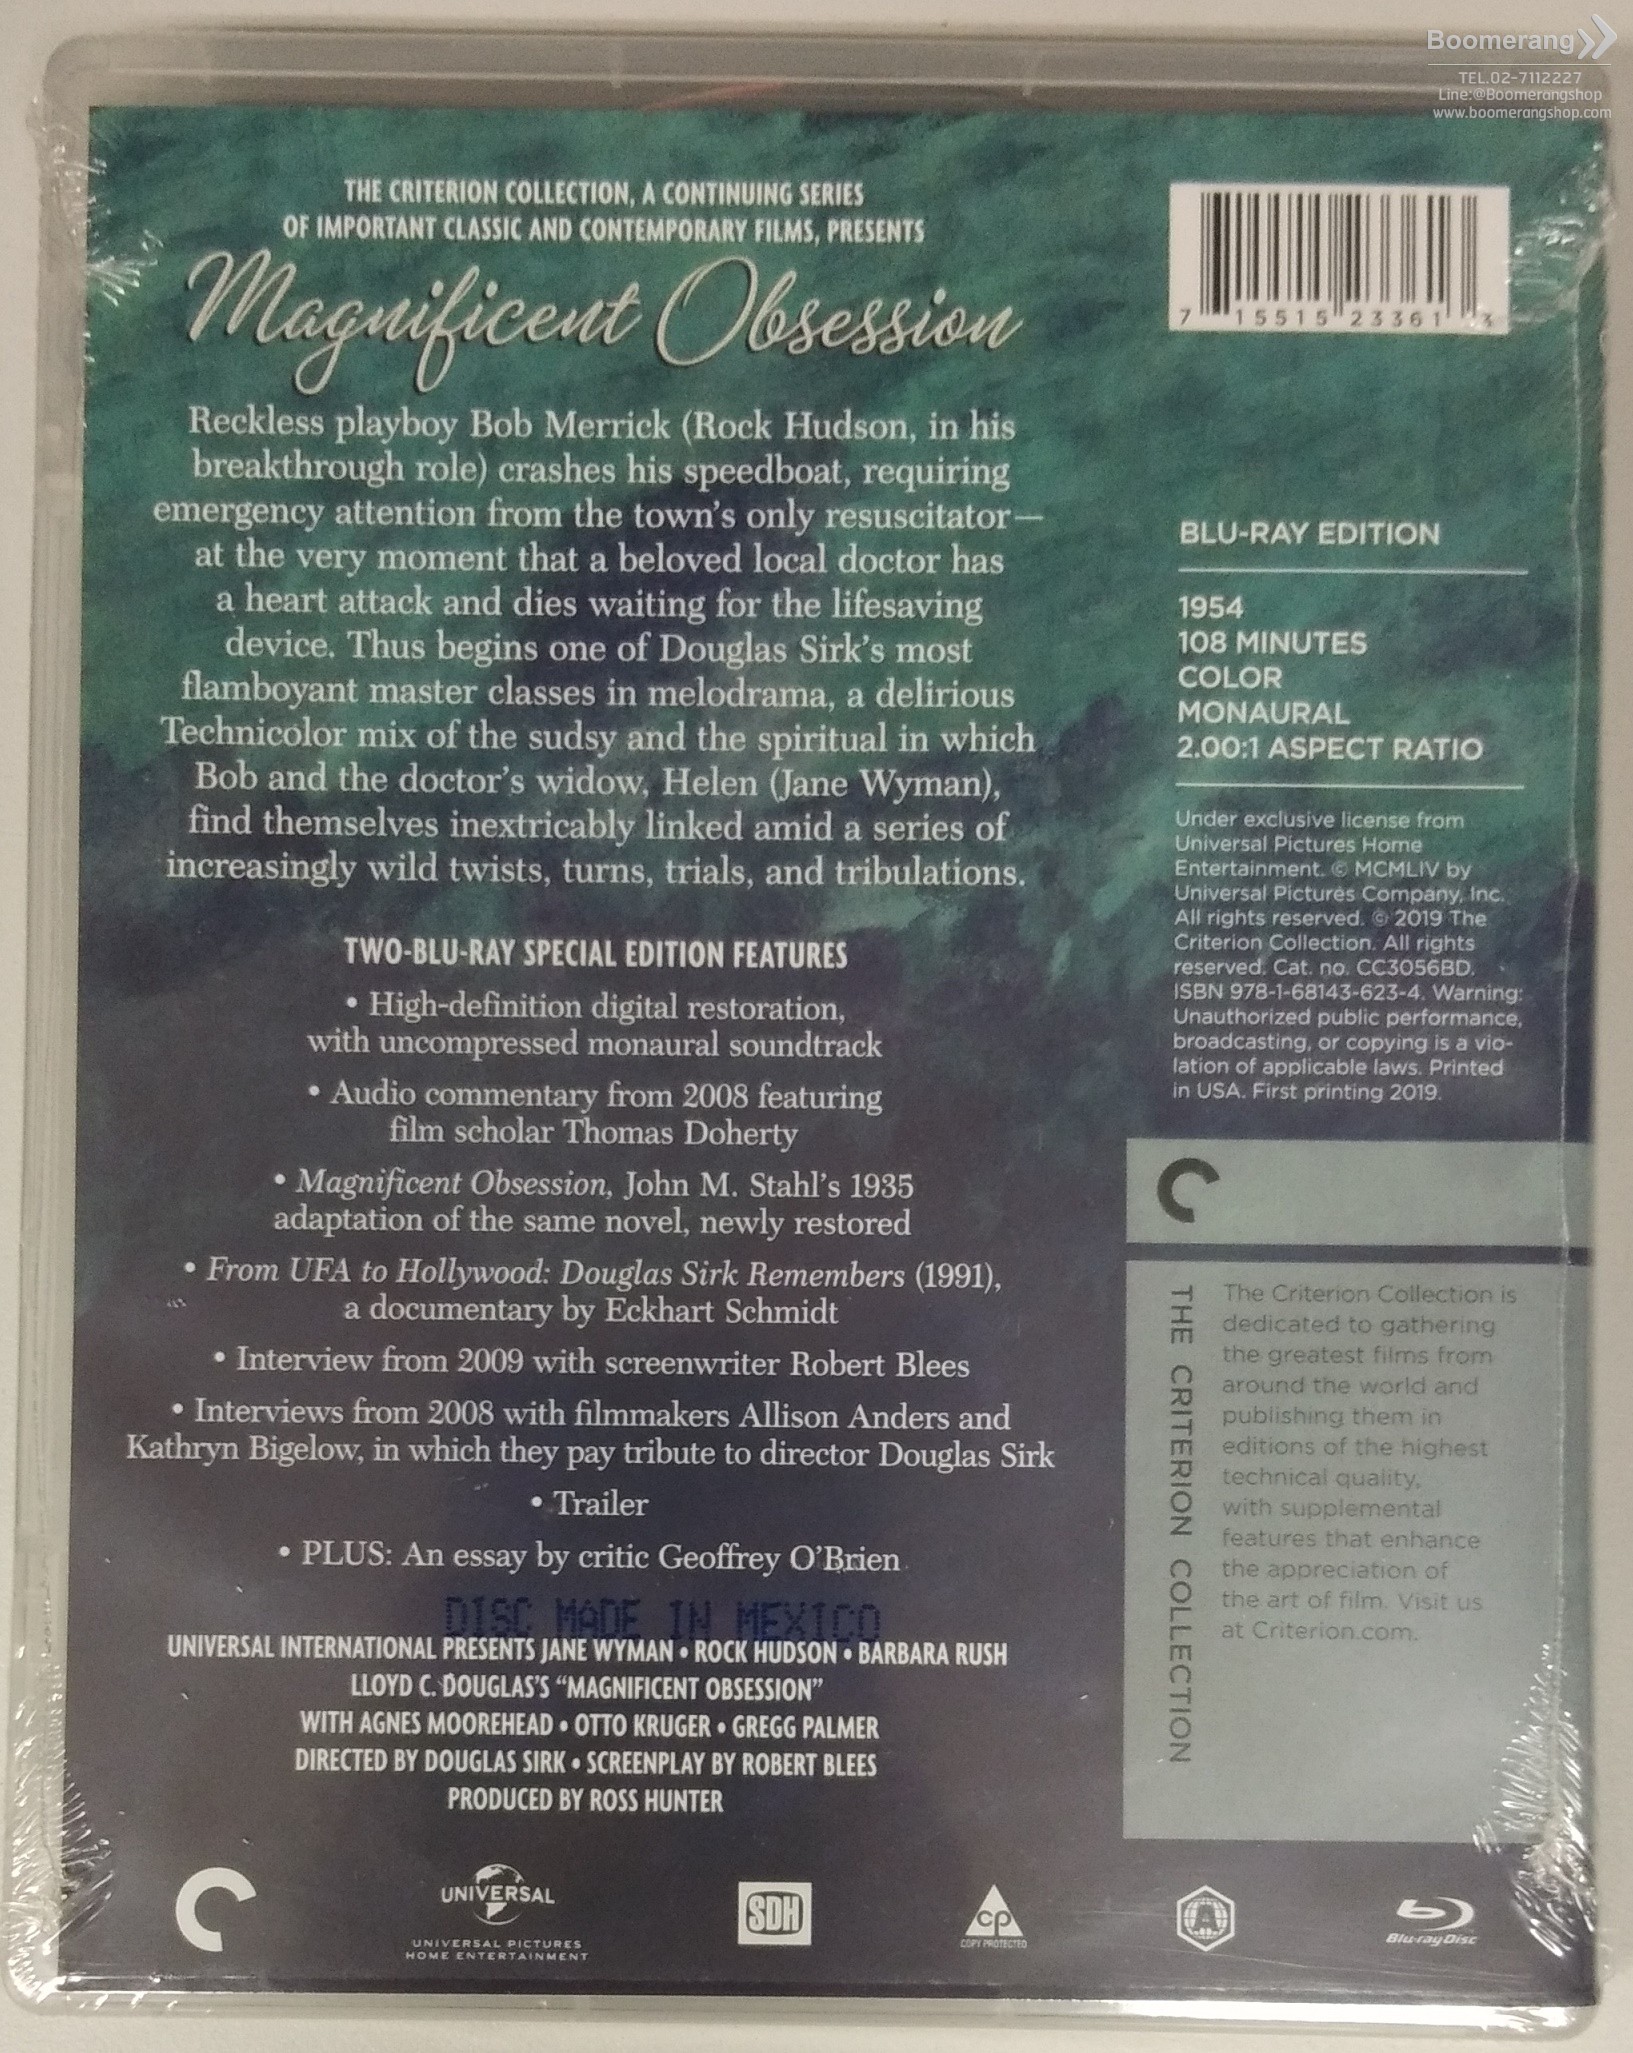 Boomerang
TEL.02-7112227
Line:@Boomerangshop
www.boomerangshop.com
THE CRITERION COLLECTION, A CONTINUING SERIES
OF IMPORTANT CLASSIC AND CONTEMPORARY FILMS, PRESENTS
Magnificent Obsession
Reckless playboy Bob Merrick (Rock Hudson, in his
breakthrough role) crashes his speedboat, requiring
emergency attention from the town's only resuscitator—
at the very moment that a beloved local doctor has
a heart attack and dies waiting for the lifesaving
device. Thus begins one of Douglas Sirk's most
flamboyant master classes in melodrama, a delirious
Technicolor mix of the sudsy and the spiritual in which
Bob and the doctor's widow, Helen (Jane Wyman),
find themselves inextricably linked amid a series of
increasingly wild twists, turns, trials, and tribulations.
TWO-BLU-RAY SPECIAL EDITION FEATURES
• High-definition digital restoration,
with uncompressed monaural soundtrack
• Audio commentary from 2008 featuring
film scholar Thomas Doherty
• Magnificent Obsession, John M. Stahl's 1935
adaptation of the same novel, newly restored
• From UFA to Hollywood: Douglas Sirk Remembers (1991),
a documentary by Eckhart Schmidt
• Interview from 2009 with screenwriter Robert Blees
• Interviews from 2008 with filmmakers Allison Anders and
Kathryn Bigelow, in which they pay tribute to director Douglas Sirk
• Trailer
• PLUS: An essay by critic Geoffrey O'Brien
DISC MADE IN MEXICO
UNIVERSAL INTERNATIONAL PRESENTS JANE WYMAN • ROCK HUDSON • BARBARA RUSH
LLOYD C. DOUGLAS'S “MAGNIFICENT OBSESSION”
WITH AGNES MOOREHEAD • OTTO KRUGER • GREGG PALMER
DIRECTED BY DOUGLAS SIRK • SCREENPLAY BY ROBERT BLEES
PRODUCED BY ROSS HUNTER
7 15515 23361 3
BLU-RAY EDITION
1954
108 MINUTES
COLOR
MONAURAL
2.00:1 ASPECT RATIO
Under exclusive license from
Universal Pictures Home
Entertainment. © MCMLIV by
Universal Pictures Company, Inc.
All rights reserved. © 2019 The
Criterion Collection. All rights
reserved. Cat. no. CC3056BD.
ISBN 978-1-68143-623-4. Warning:
Unauthorized public performance,
broadcasting, or copying is a vio-
lation of applicable laws. Printed
in USA. First printing 2019.
THE CRITERION COLLECTION
The Criterion Collection is
dedicated to gathering
the greatest films from
around the world and
publishing them in
editions of the highest
technical quality,
with supplemental
features that enhance
the appreciation of
the art of film. Visit us
at Criterion.com.
UNIVERSAL
UNIVERSAL PICTURES
HOME ENTERTAINMENT
SDH
CP
COPY PROTECTED
A
Blu-ray Disc